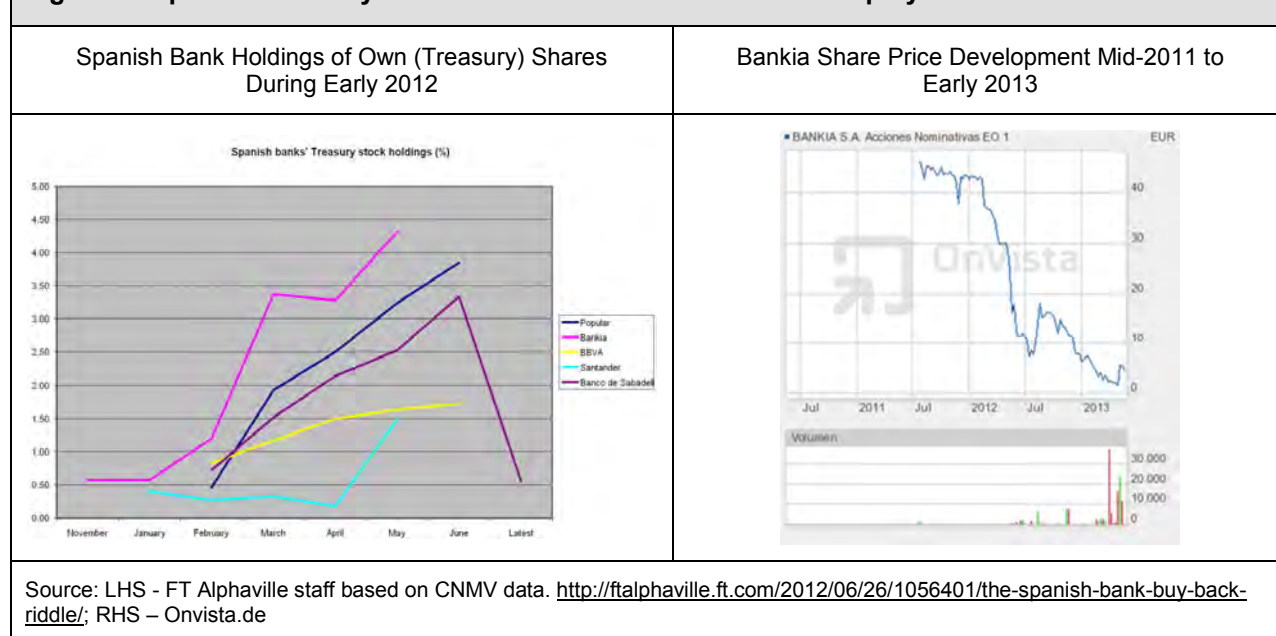 Spanish Bank Holdings of Own (Treasury) Shares
During Early 2012
Bankia Share Price Development Mid-2011 to
Early 2013
Spanish banks' Treasury stock holdings (%)
5.00
4.50
4.00
3.50
3.00
2.50
2.00
1.50
1.00
0.50
0.00
November January February March April May June Latest
Popular
Bankia
BBVA
Santander
Banco de Sabadell
BANKIA S.A. Acciones Nominativas EO 1 EUR
OnVista
40
30
20
10
0
Jul 2011 Jul 2012 Jul 2013
Volumen
30.000
20.000
10.000
0
Source: LHS - FT Alphaville staff based on CNMV data. http://ftalphaville.ft.com/2012/06/26/1056401/the-spanish-bank-buy-back-
riddle/; RHS – Onvista.de